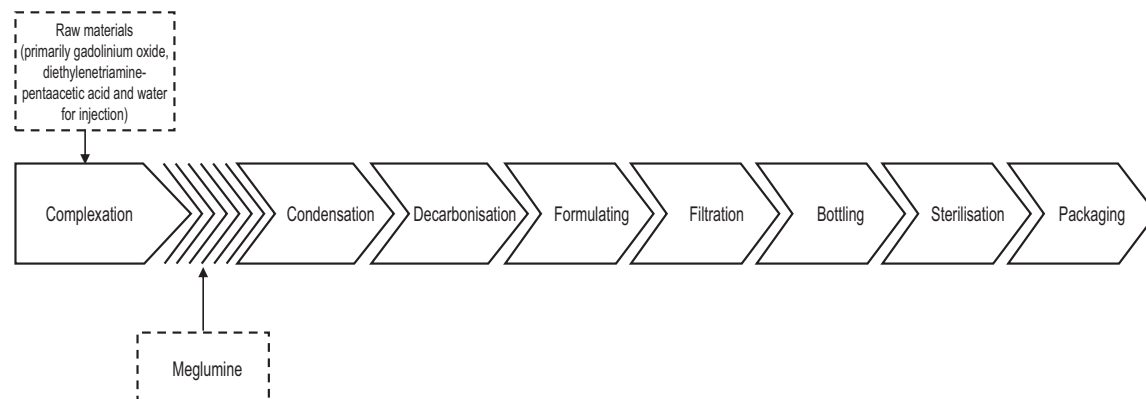 Raw materials
(primarily gadolinium oxide,
diethylenetriamine-
pentaacetic acid and water
for injection)
Complexation
Condensation
Decarbonisation
Formulating
Filtration
Bottling
Sterilisation
Packaging
Meglumine